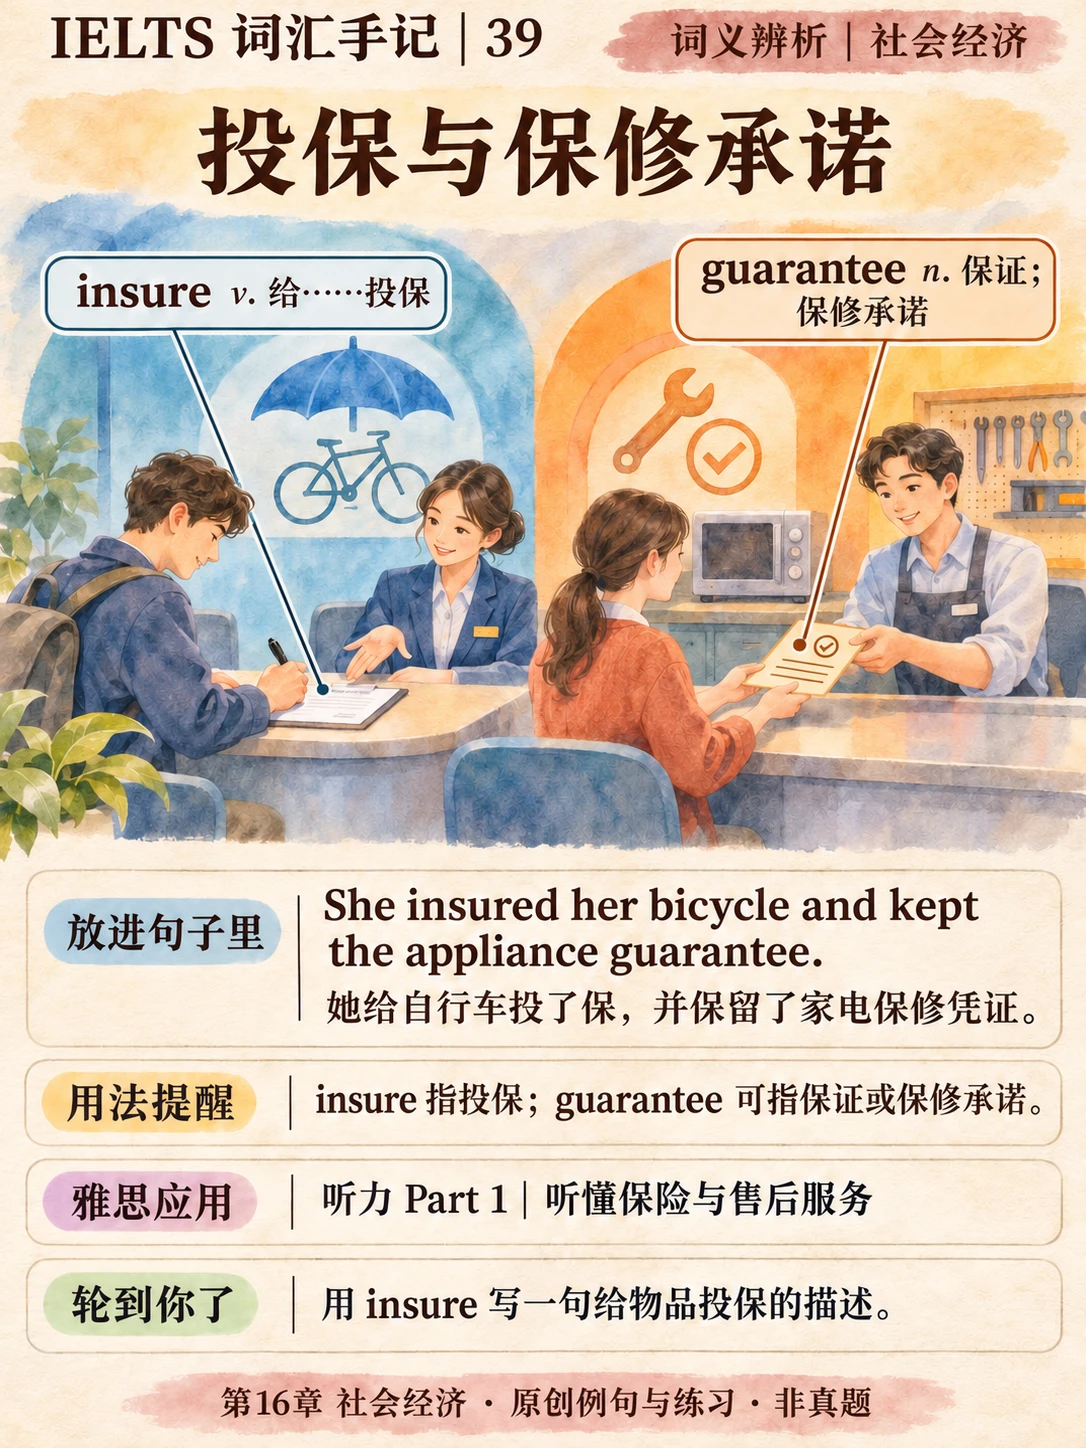 IELTS 词汇手记 | 39
词义辨析 | 社会经济
投保与保修承诺
insure v. 给……投保
guarantee n. 保证；
保修承诺
放进句子里
She insured her bicycle and kept
the appliance guarantee.
她给自行车投了保，并保留了家电保修凭证。
用法提醒
insure 指投保；guarantee 可指保证或保修承诺。
雅思应用
听力 Part 1 | 听懂保险与售后服务
轮到你了
用 insure 写一句给物品投保的描述。
第16章 社会经济 · 原创例句与练习 · 非真题